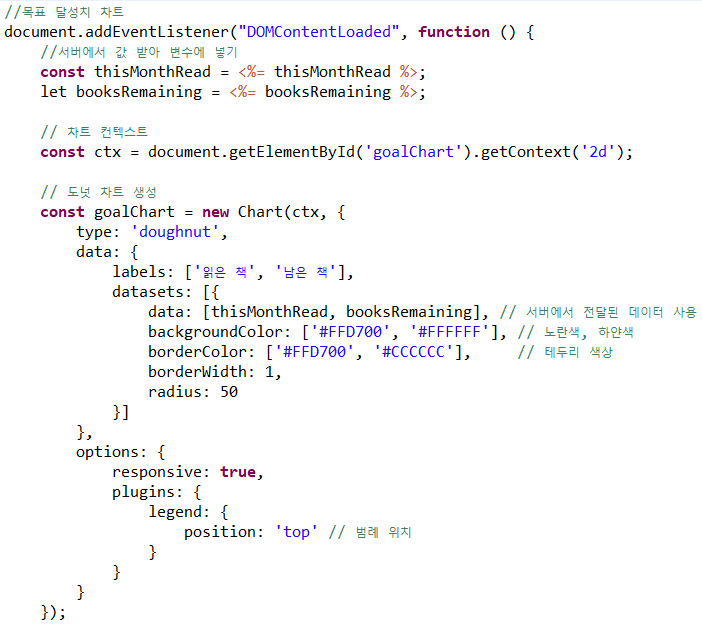 //목표 달성치 차트
document.addEventListener("DOMContentLoaded", function () {
    //서버에서 값 받아 변수에 넣기
    const thisMonthRead = <%= thisMonthRead %>;
    let booksRemaining = <%= booksRemaining %>;

    // 차트 컨텍스트
    const ctx = document.getElementById('goalChart').getContext('2d');

    // 도넛 차트 생성
    const goalChart = new Chart(ctx, {
        type: 'doughnut',
        data: {
            labels: ['읽은 책', '남은 책'],
            datasets: [{
                data: [thisMonthRead, booksRemaining], // 서버에서 전달된 데이터 사용
                backgroundColor: ['#FFD700', '#FFFFFF'], // 노란색, 하얀색
                borderColor: ['#FFD700', '#CCCCCC'],     // 테두리 색상
                borderWidth: 1,
                radius: 50
            }]
        },
        options: {
            responsive: true,
            plugins: {
                legend: {
                    position: 'top' // 범례 위치
                }
            }
        }
    });